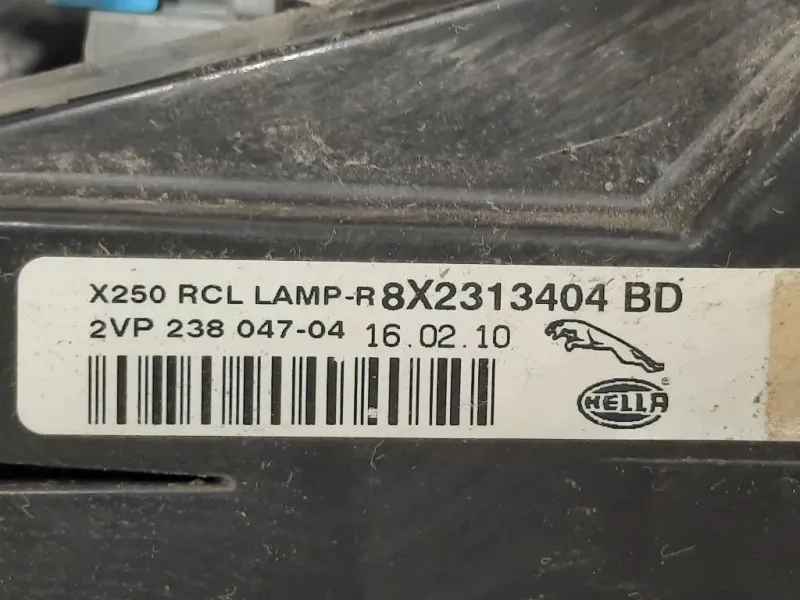 X250 RCL LAMP-R 8X2313404 BD
2VP 238 047-04 16.02.10
HELLA